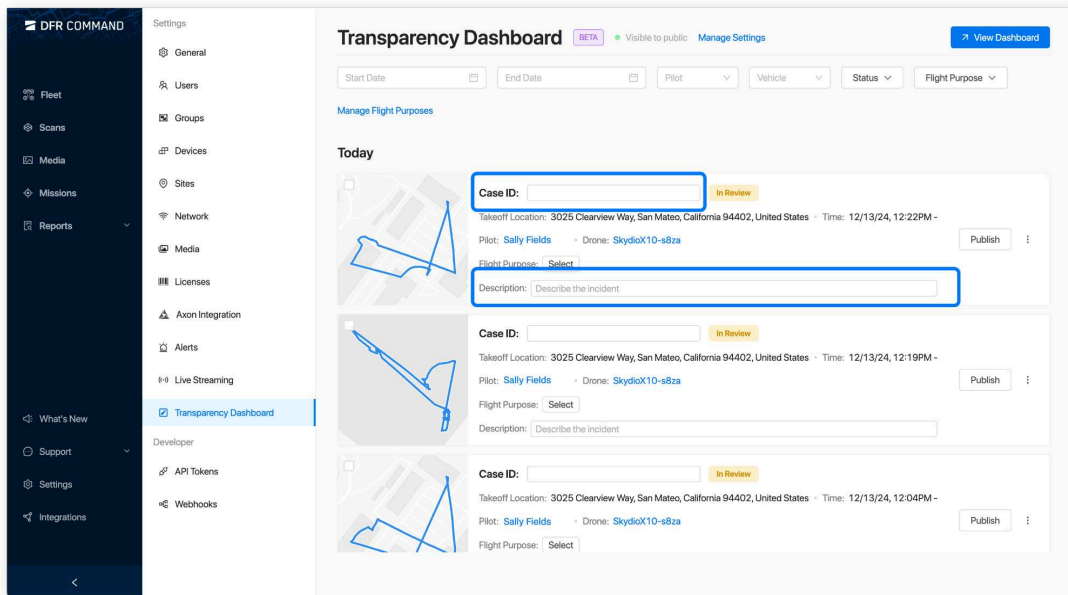 DFR COMMAND
Fleet
Scans
Media
Missions
Reports
What's New
Support
Settings
Integrations
Settings
General
Users
Groups
Devices
Sites
Network
Media
Licenses
Axon Integration
Alerts
Live Streaming
Transparency Dashboard
Developer
API Tokens
Webhooks
Transparency Dashboard BETA Visible to public Manage Settings View Dashboard
Start Date End Date Pilot Vehicle Status Flight Purpose
Manage Flight Purposes
Today
Case ID: In Review
Takeoff Location: 3025 Clearview Way, San Mateo, California 94402, United States Time: 12/13/24, 12:22PM -
Pilot: Sally Fields Drone: SkydioX10-s8za Publish
Flight Purpose: Select
Description: Describe the incident
Case ID: In Review
Takeoff Location: 3025 Clearview Way, San Mateo, California 94402, United States Time: 12/13/24, 12:19PM -
Pilot: Sally Fields Drone: SkydioX10-s8za Publish
Flight Purpose: Select
Description: Describe the incident
Case ID: In Review
Takeoff Location: 3025 Clearview Way, San Mateo, California 94402, United States Time: 12/13/24, 12:04PM -
Pilot: Sally Fields Drone: SkydioX10-s8za Publish
Flight Purpose: Select